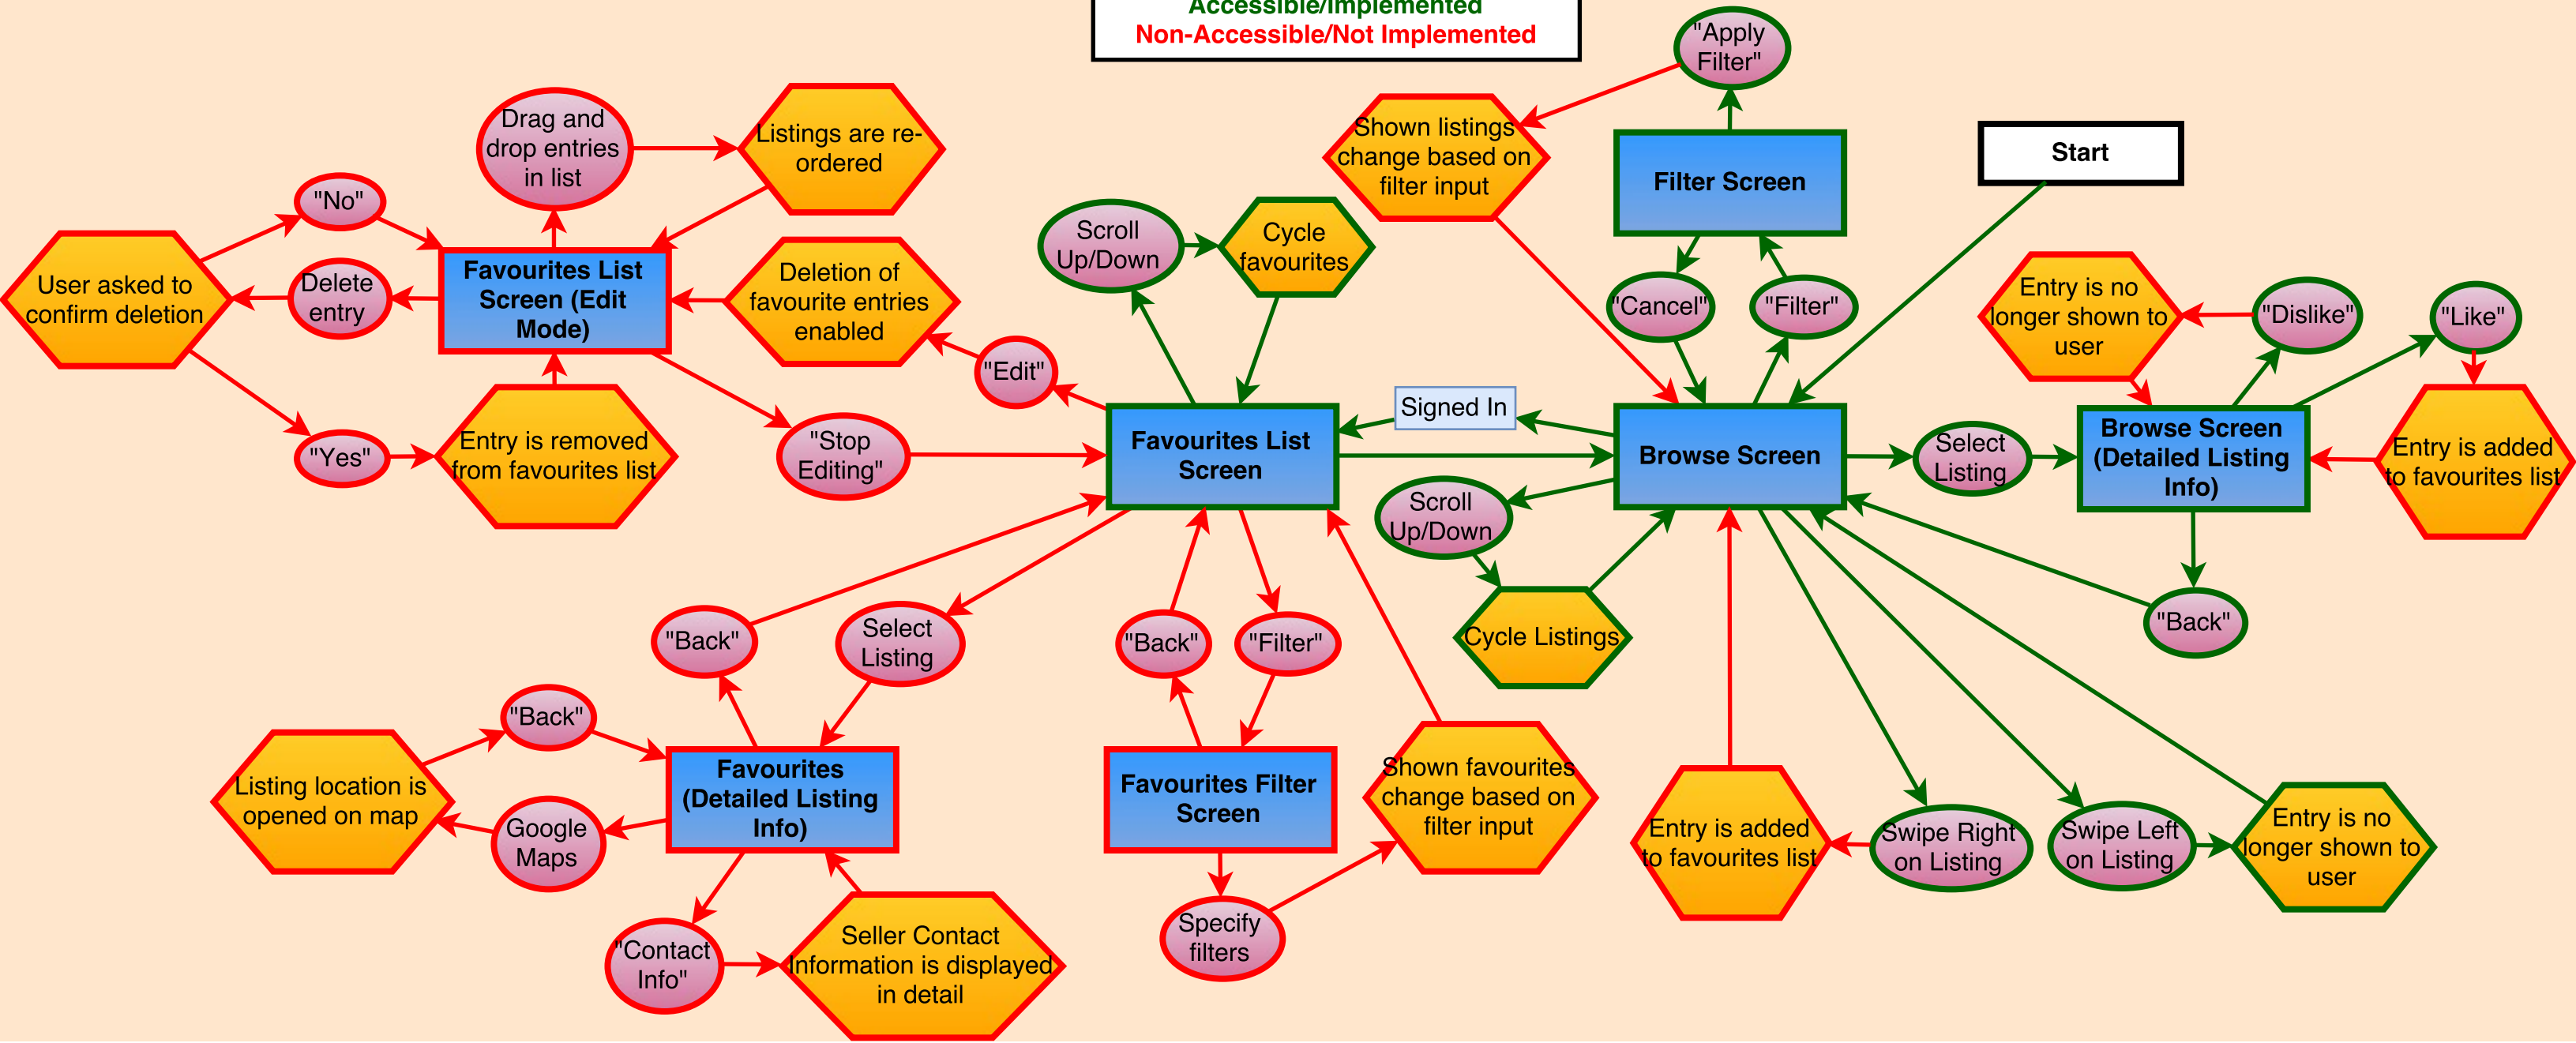 Accessible/Implemented
Non-Accessible/Not Implemented
"Apply
Filter"
Drag and
drop entries
in list
Listings are re-
ordered
Shown listings
change based on
filter input
Filter Screen
Start
"No"
Scroll
Up/Down
Cycle
favourites
User asked to
confirm deletion
Delete
entry
Favourites List
Screen (Edit
Mode)
Deletion of
favourite entries
enabled
"Cancel"
"Filter"
Entry is no
longer shown to
user
"Dislike"
"Like"
"Edit"
Signed In
"Yes"
Entry is removed
from favourites list
"Stop
Editing"
Favourites List
Screen
Browse Screen
Select
Listing
Browse Screen
(Detailed Listing
Info)
Entry is added
to favourites list
Scroll
Up/Down
"Back"
Select
Listing
"Back"
"Filter"
Cycle Listings
"Back"
"Back"
Listing location is
opened on map
Google
Maps
Favourites
(Detailed Listing
Info)
Favourites Filter
Screen
Shown favourites
change based on
filter input
Entry is added
to favourites list
Swipe Right
on Listing
Swipe Left
on Listing
Entry is no
longer shown to
user
"Contact
Info"
Seller Contact
Information is displayed
in detail
Specify
filters